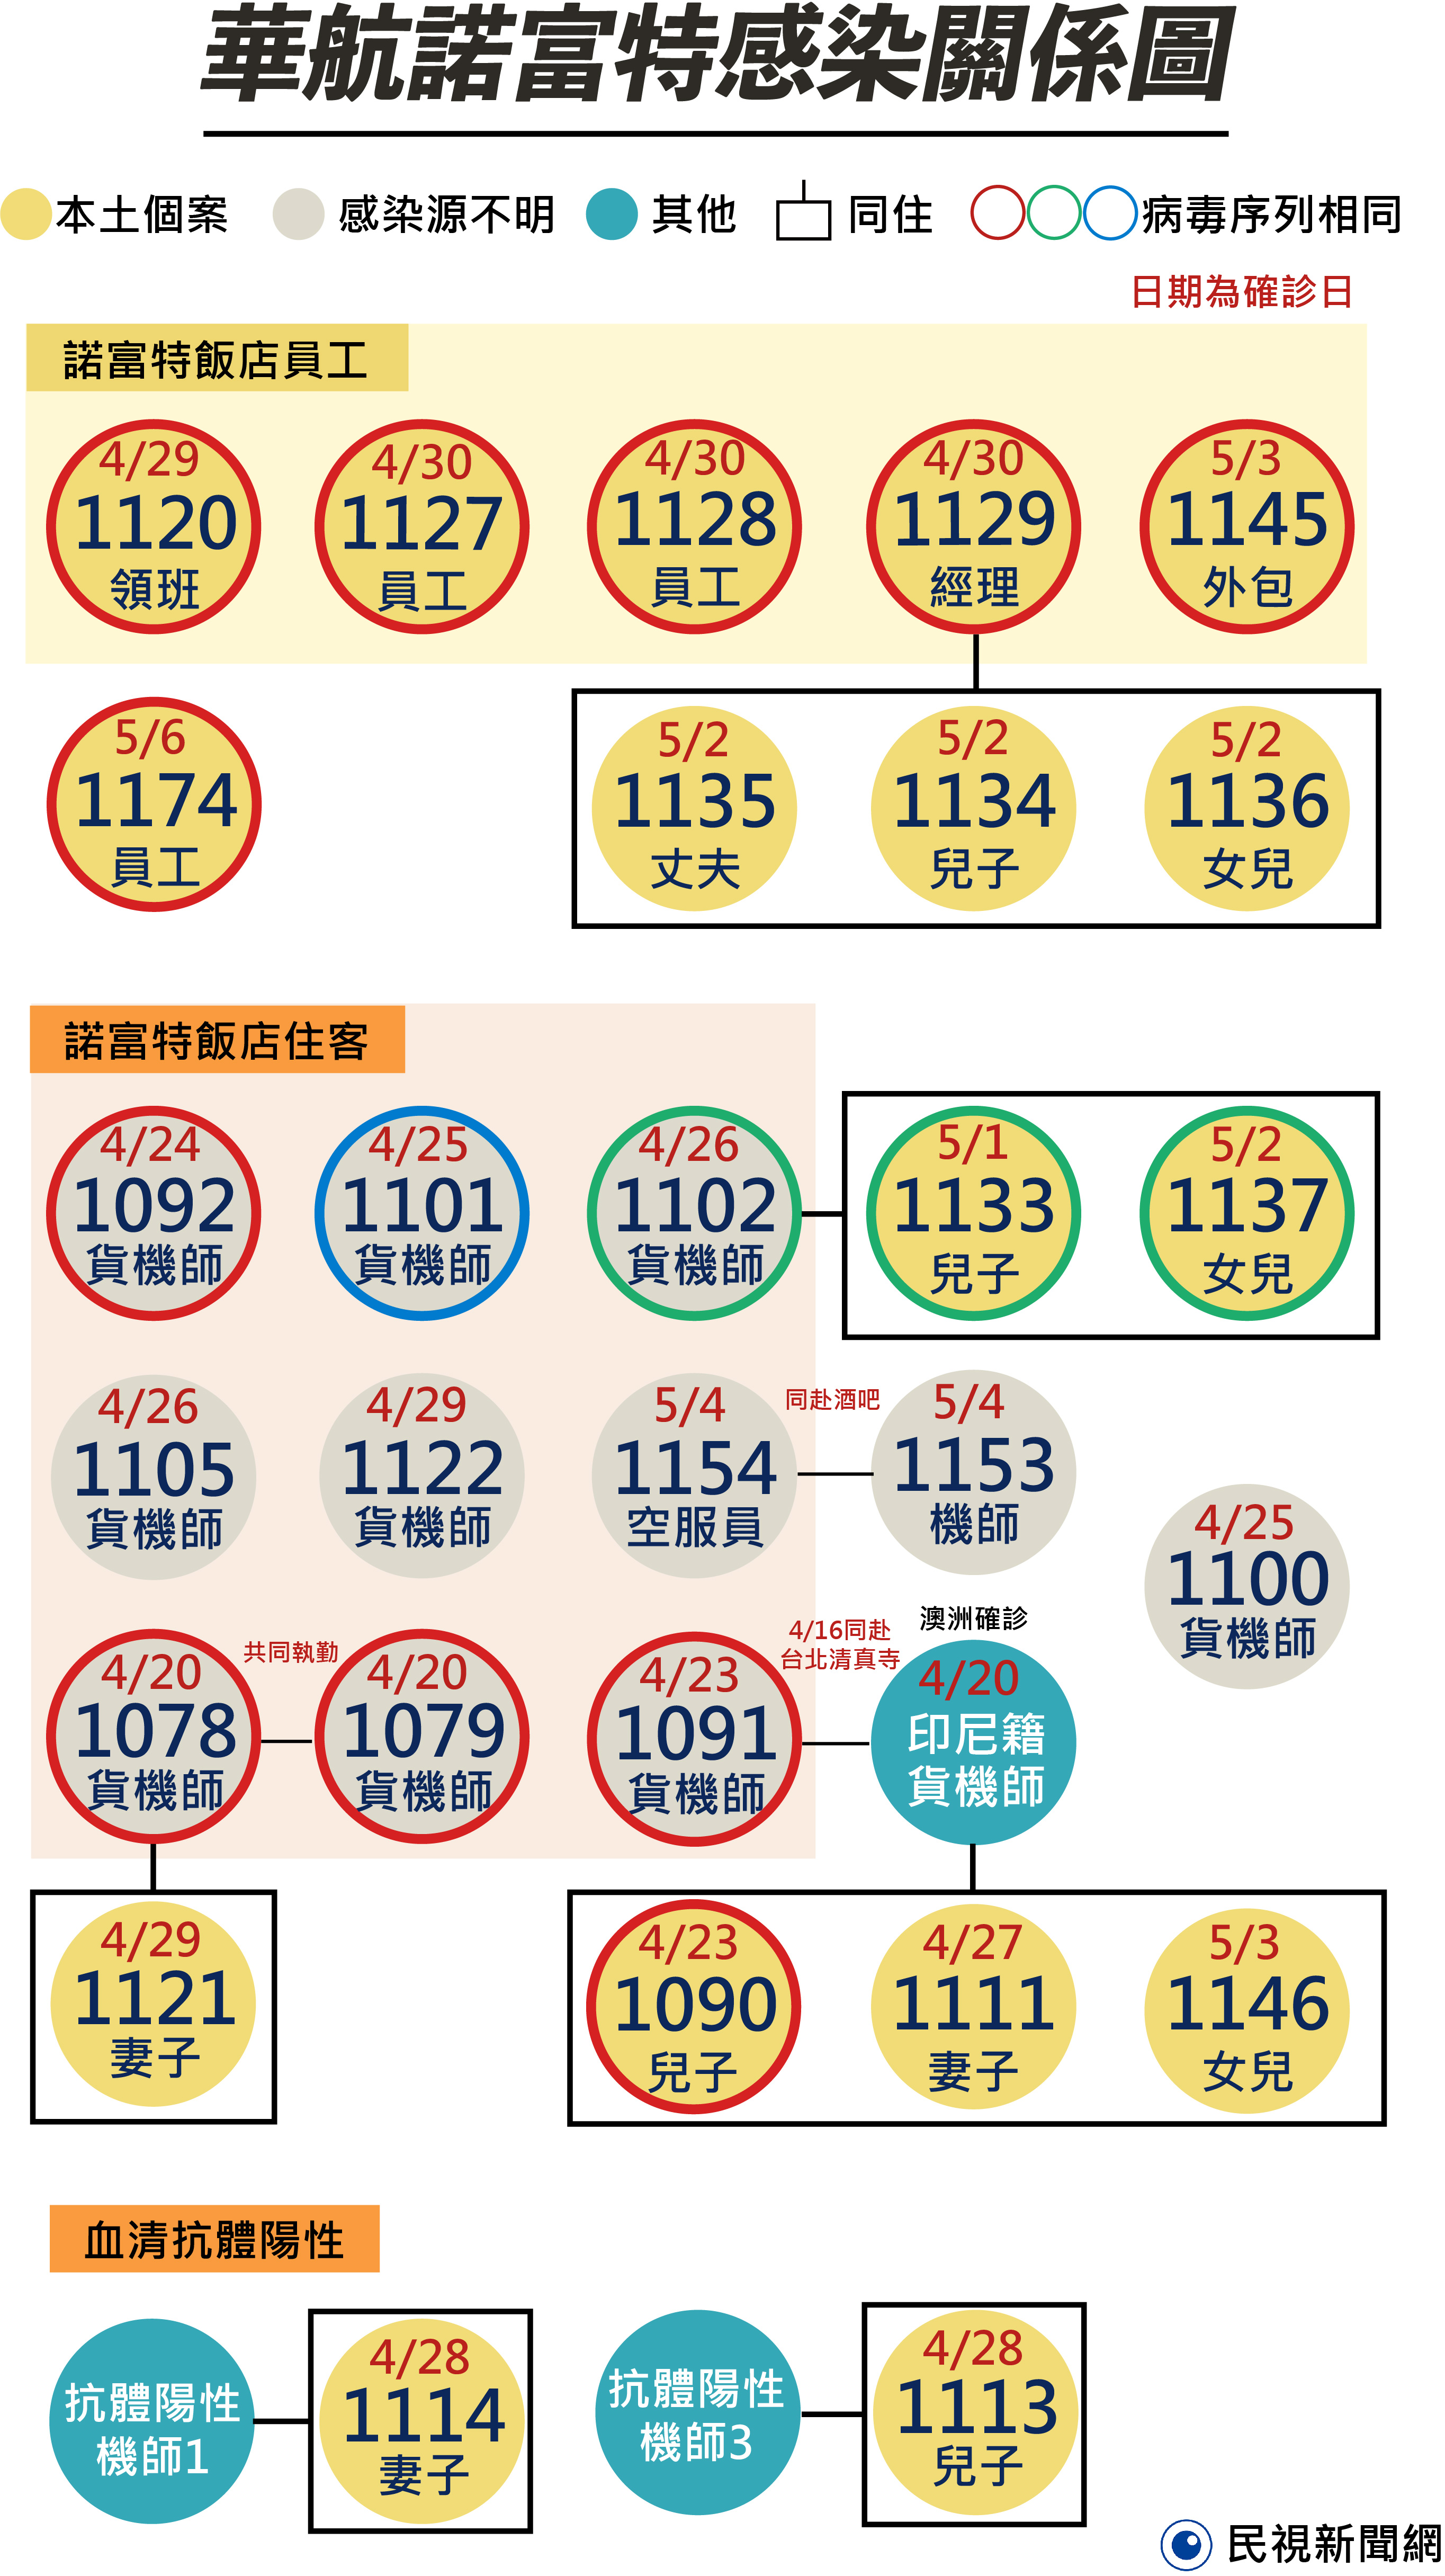 華航諾富特感染關係圖
本土個案 感染源不明 其他 同住 病毒序列相同
日期為確診日
諾富特飯店員工
4/29
1120
領班
4/30
1127
員工
4/30
1128
員工
4/30
1129
經理
5/3
1145
外包
5/6
1174
員工
5/2
1135
丈夫
5/2
1134
兒子
5/2
1136
女兒
諾富特飯店住客
4/24
1092
貨機師
4/25
1101
貨機師
4/26
1102
貨機師
5/1
1133
兒子
5/2
1137
女兒
4/26
1105
貨機師
4/29
1122
貨機師
5/4
1154
空服員
同赴酒吧
5/4
1153
機師
4/25
1100
貨機師
4/20
1078
貨機師
共同執勤
4/20
1079
貨機師
4/23
1091
貨機師
4/16同赴
台北清真寺
澳洲確診
4/20
印尼籍
貨機師
4/29
1121
妻子
4/23
1090
兒子
4/27
1111
妻子
5/3
1146
女兒
血清抗體陽性
抗體陽性
機師1
4/28
1114
妻子
抗體陽性
機師3
4/28
1113
兒子
民視新聞網